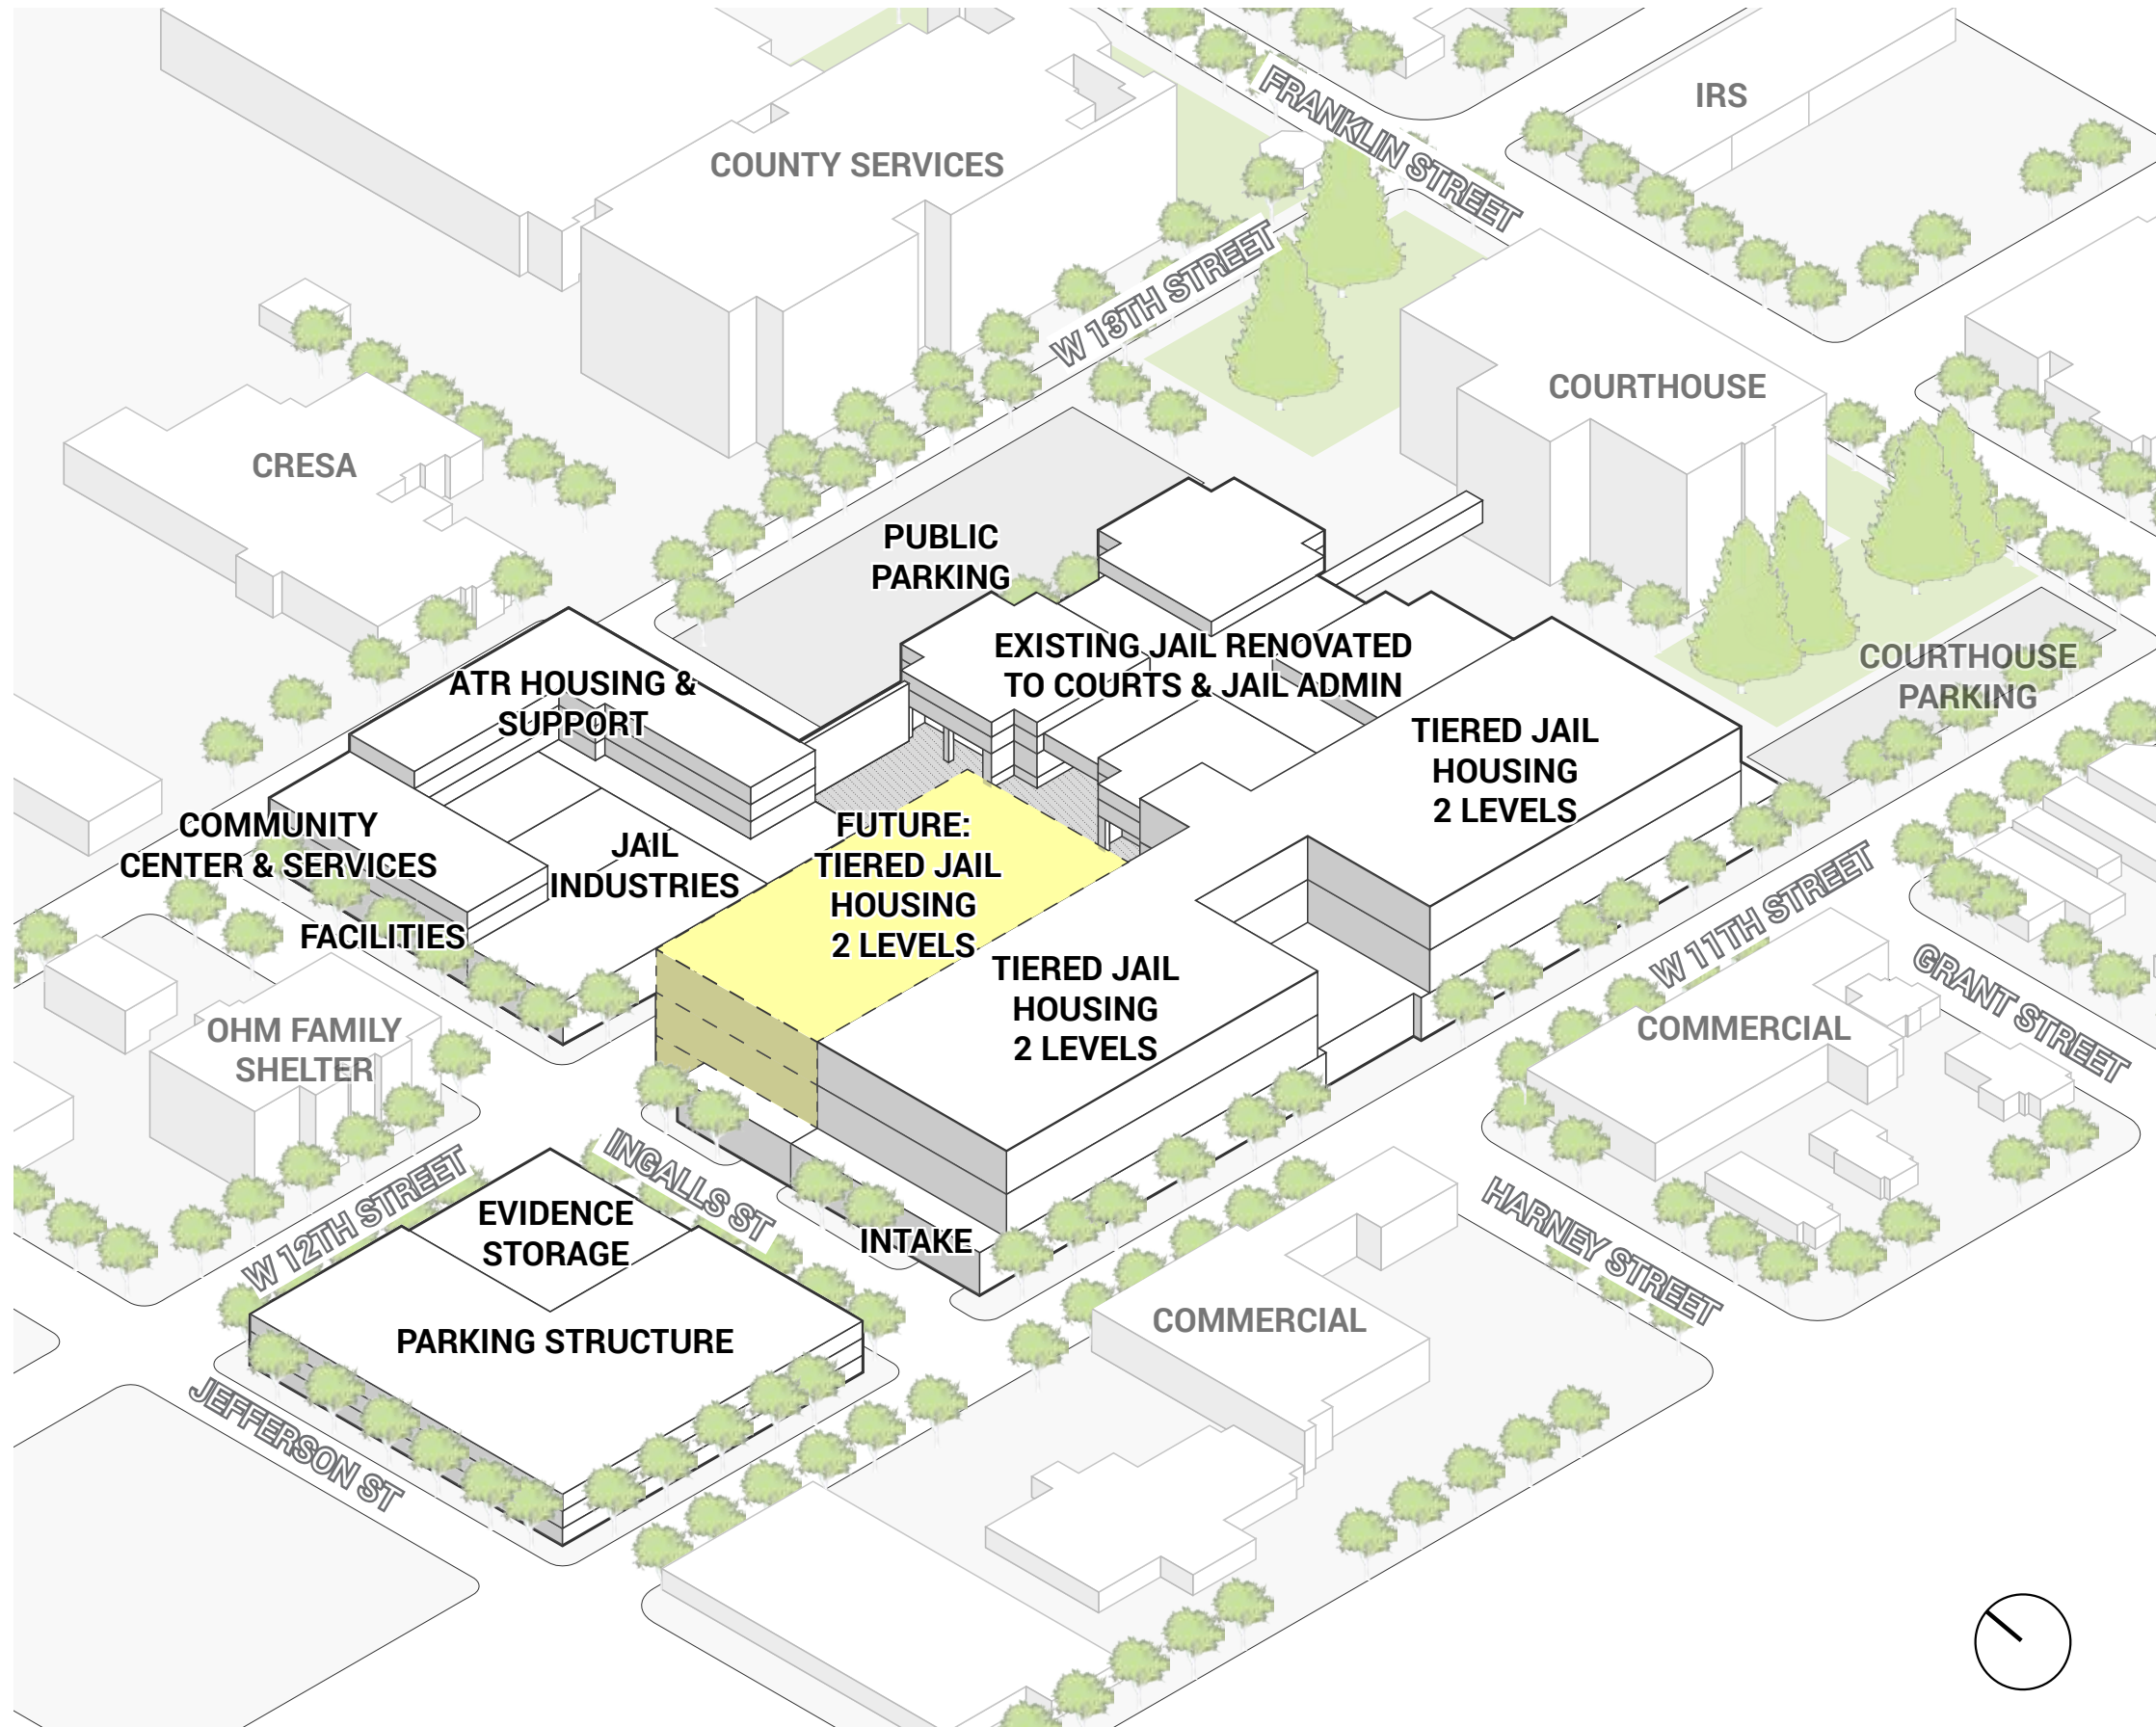 FRANKLIN STREET
IRS
COUNTY SERVICES
W 13TH STREET
COURTHOUSE
CRESA
PUBLIC
PARKING
EXISTING JAIL RENOVATED
TO COURTS & JAIL ADMIN
COURTHOUSE
PARKING
ATR HOUSING &
SUPPORT
TIERED JAIL
HOUSING
2 LEVELS
COMMUNITY
CENTER & SERVICES
JAIL
INDUSTRIES
FUTURE:
TIERED JAIL
HOUSING
2 LEVELS
FACILITIES
W 11TH STREET
GRANT STREET
TIERED JAIL
HOUSING
2 LEVELS
OHM FAMILY
SHELTER
COMMERCIAL
W 12TH STREET
INGALLS ST
HARNEY STREET
EVIDENCE
STORAGE
INTAKE
COMMERCIAL
PARKING STRUCTURE
JEFFERSON ST